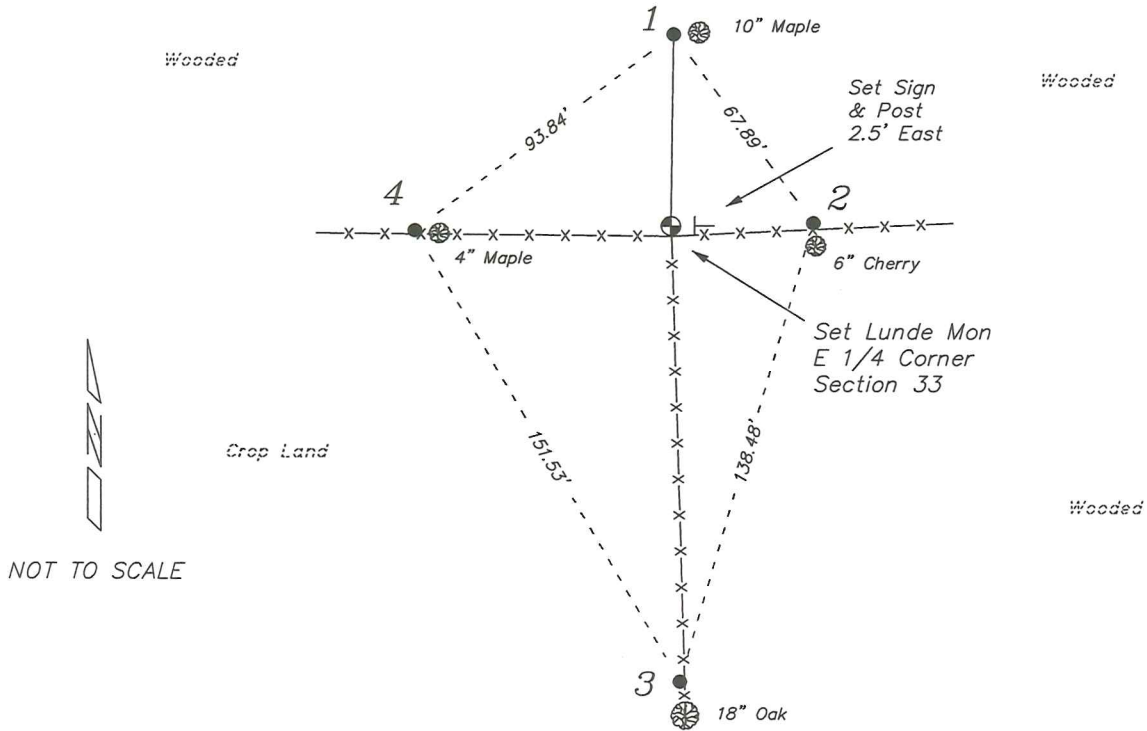 1
10" Maple
Wooded
Wooded
Set Sign
& Post
2.5' East
93.84'
67.89'
4
2
4" Maple
6" Cherry
Set Lunde Mon
E 1/4 Corner
Section 33
N
Crop Land
151.53'
138.48'
Wooded
NOT TO SCALE
3
18" Oak